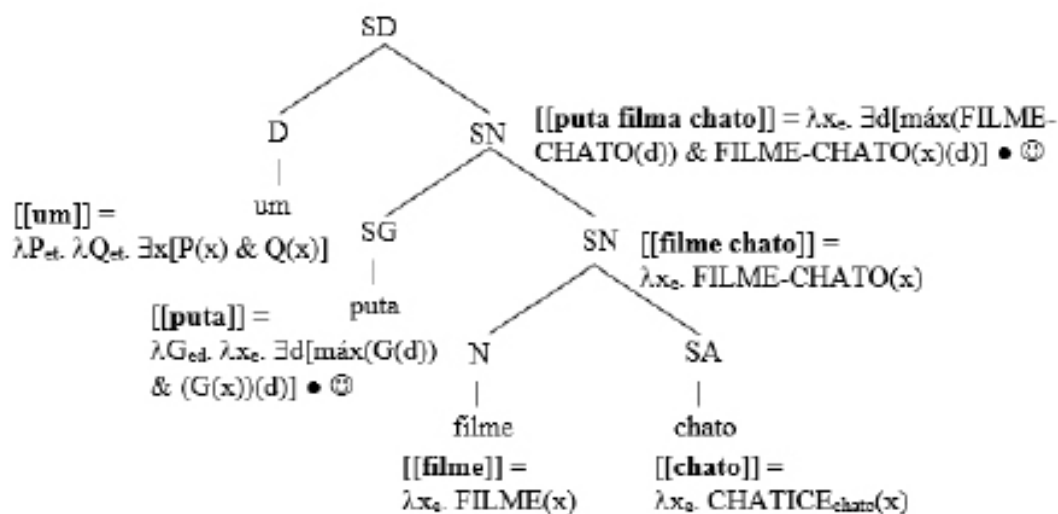 SD
D
SN
[[puta filma chato]] = λxₑ. ∃d[máx(FILME-
CHATO(d)) & FILME-CHATO(x)(d)] ● ☺
um
[[um]] =
λPₑₜ. λQₑₜ. ∃x[P(x) & Q(x)]
SG
SN
[[filme chato]] =
λxₑ. FILME-CHATO(x)
puta
[[puta]] =
λGₑd. λxₑ. ∃d[máx(G(d))
& (G(x))(d)] ● ☺
N
SA
filme
chato
[[filme]] =
λxₑ. FILME(x)
[[chato]] =
λxₑ. CHATICEchato(x)